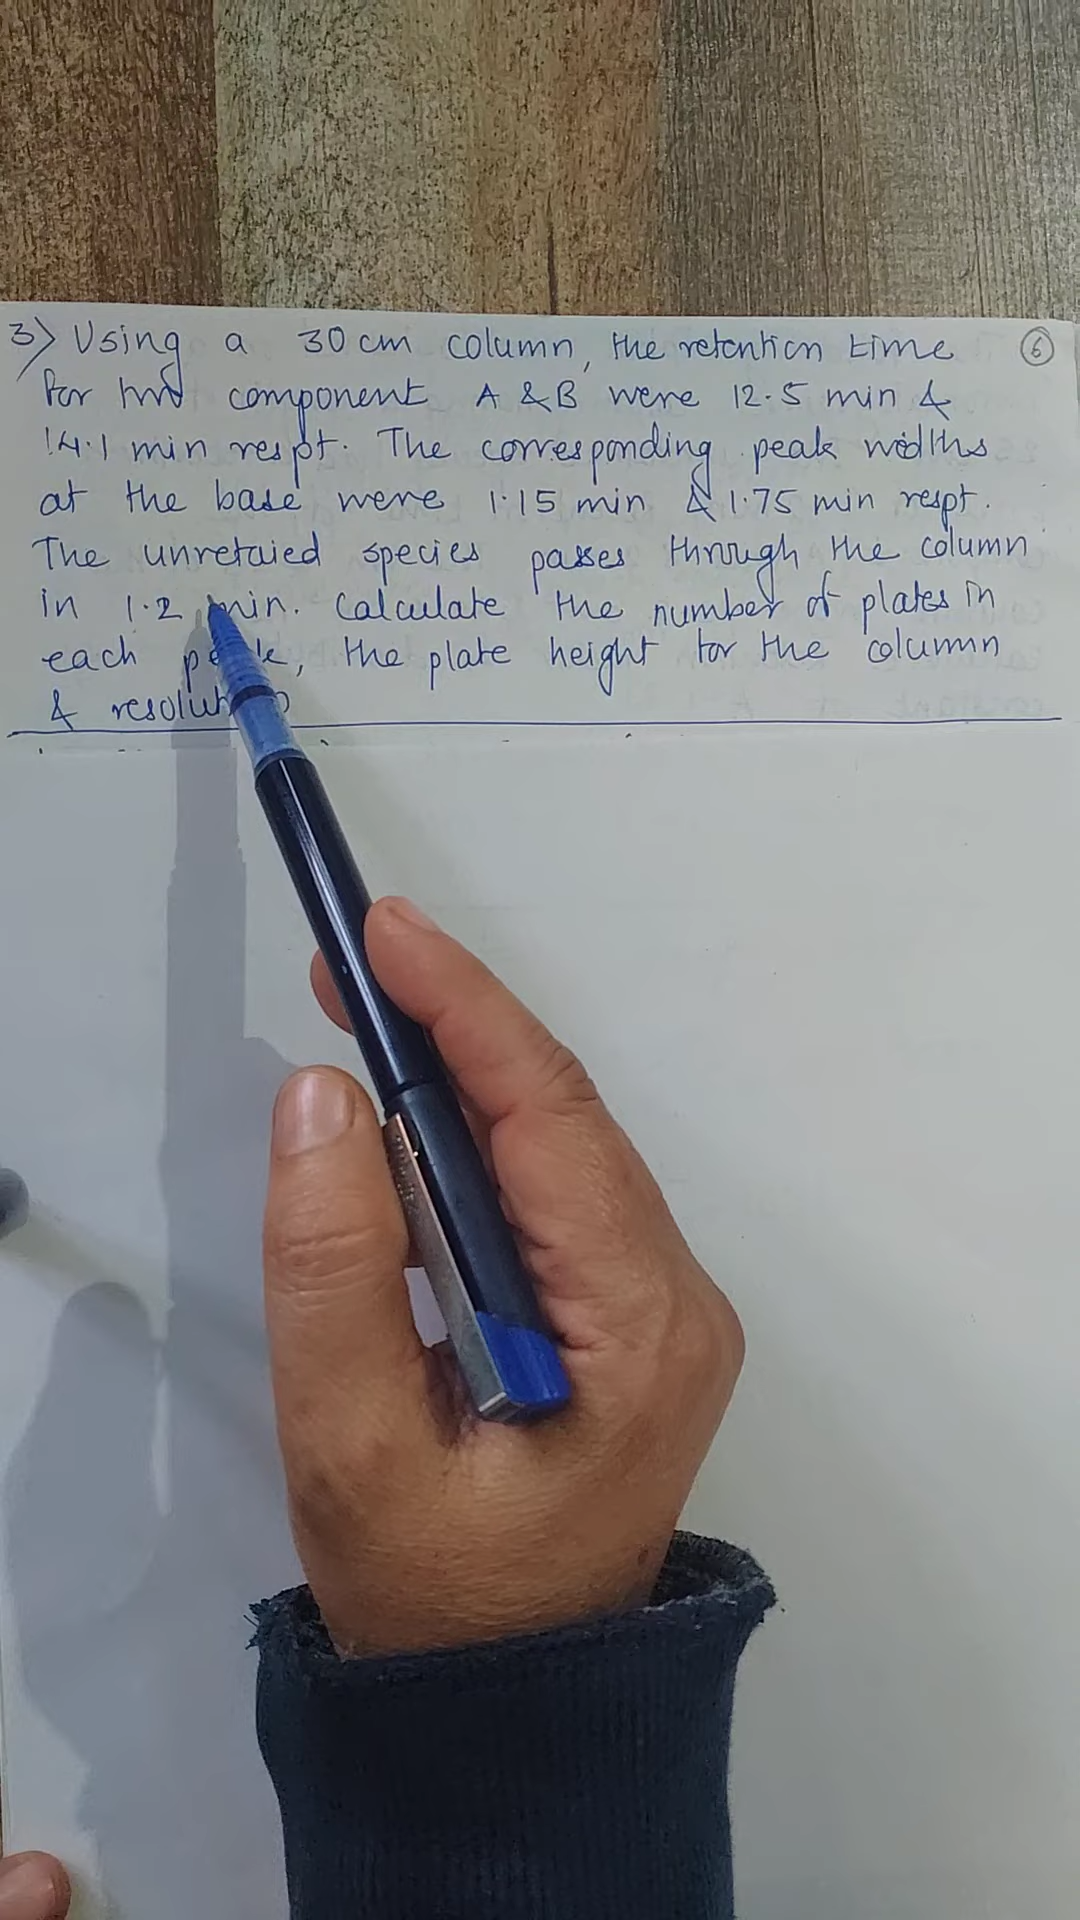 3) Using a 30 cm column, the retention time ⑥
for two component A & B were 12.5 min &
14.1 min respt. The corresponding peak widths
at the base were 1.15 min & 1.75 min respt.
The unretaied species passes through the column
in 1.2 min. Calculate the number of plates in
each the plate height for the column
&